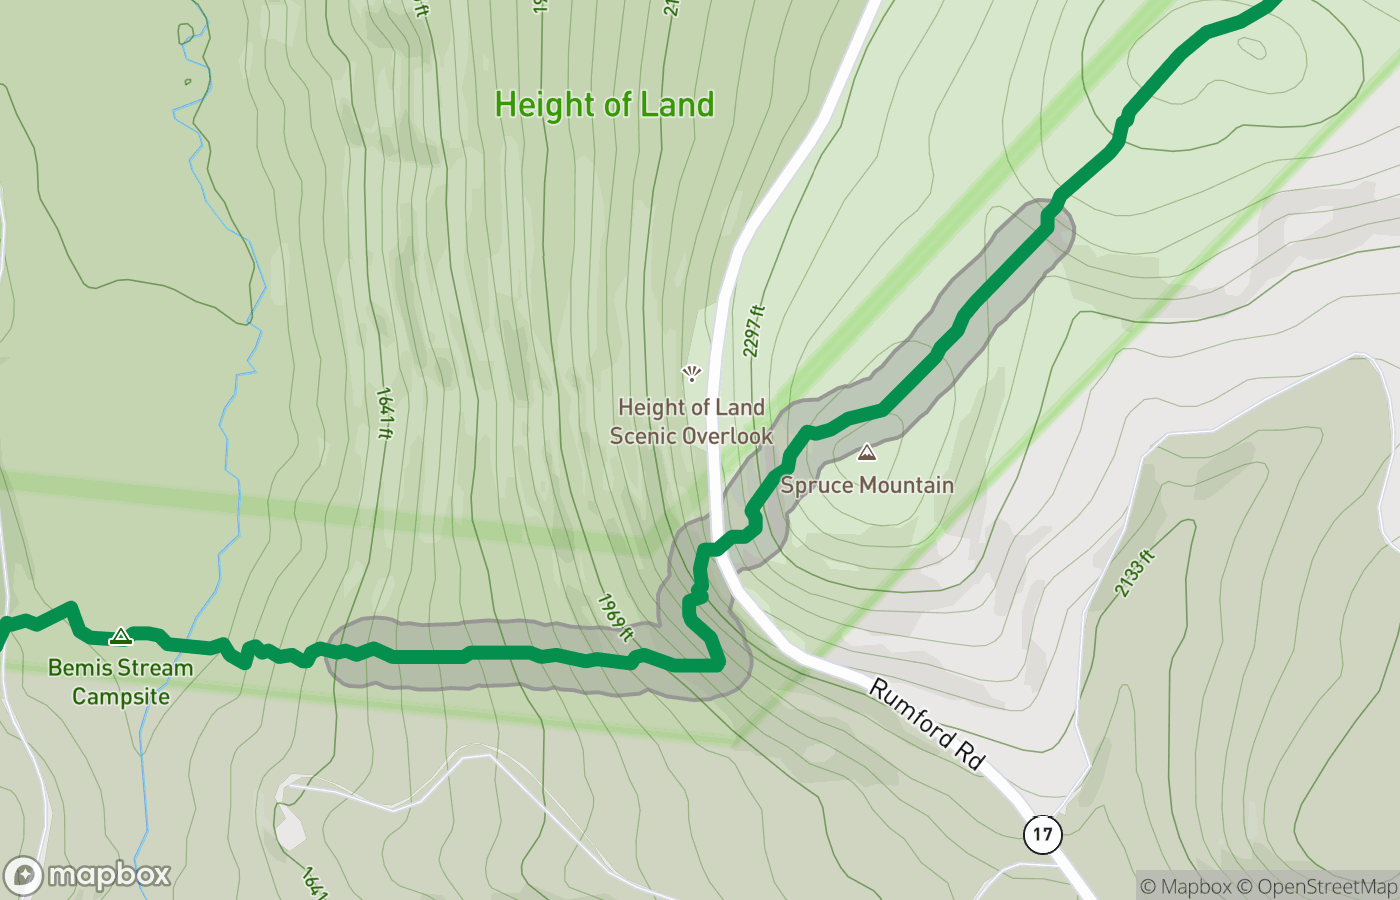 Height of Land
2297 ft
1641 ft
Height of Land
Scenic Overlook
Spruce Mountain
2133 ft
1969 ft
Bemis Stream
Campsite
Rumford Rd
17
1641
mapbox
© Mapbox © OpenStreetMap